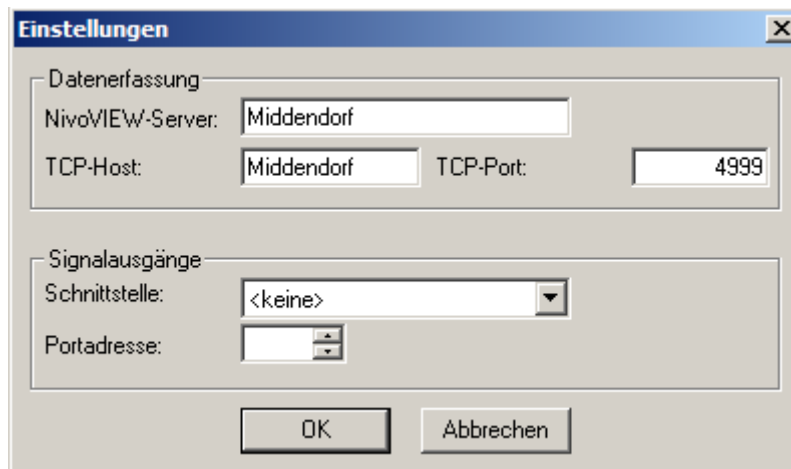 Einstellungen
Datenerfassung
NivoVIEW-Server: Middendorf
TCP-Host: Middendorf TCP-Port: 4999
Signalausgänge
Schnittstelle: <keine>
Portadresse:
OK Abbrechen